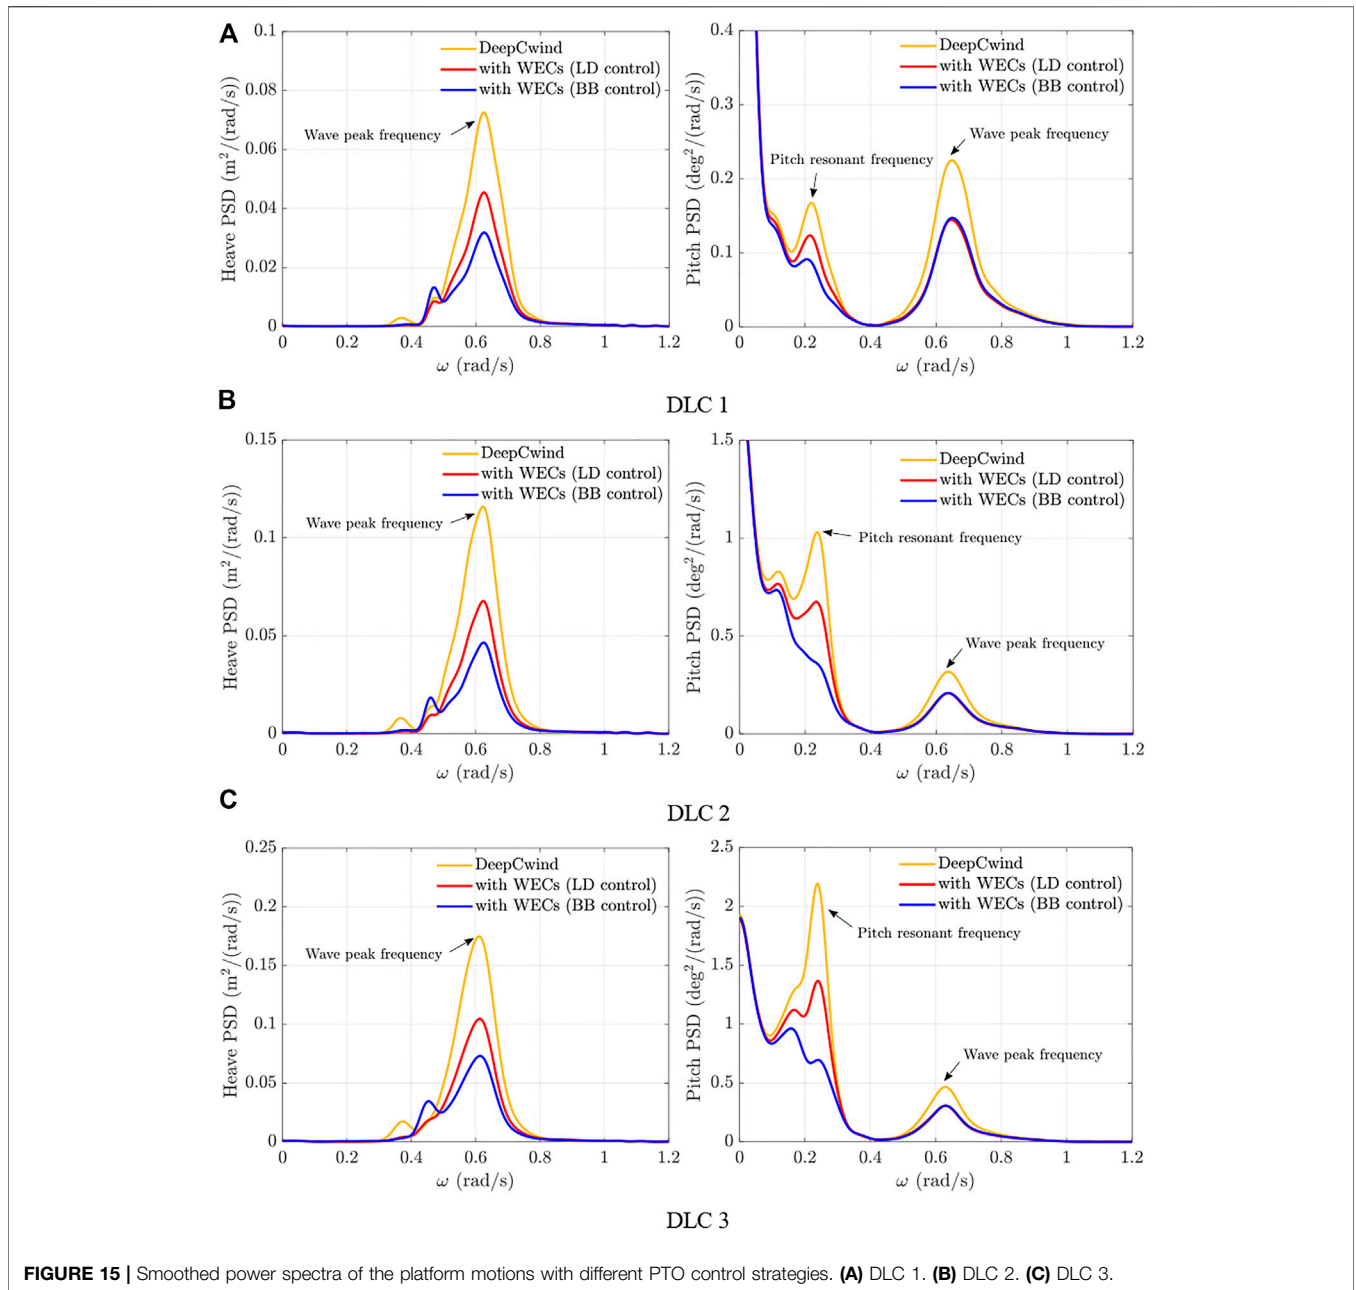 A
0.1
0.08
0.06
0.04
0.02
0
Heave PSD (m²/(rad/s))
DeepCwind
with WECs (LD control)
with WECs (BB control)
Wave peak frequency
0 0.2 0.4 0.6 0.8 1 1.2
ω (rad/s)
0.4
0.3
0.2
0.1
0
Pitch PSD (deg²/(rad/s))
DeepCwind
with WECs (LD control)
with WECs (BB control)
Wave peak frequency
Pitch resonant frequency
0 0.2 0.4 0.6 0.8 1 1.2
ω (rad/s)
DLC 1
B
0.15
0.1
0.05
0
Heave PSD (m²/(rad/s))
DeepCwind
with WECs (LD control)
with WECs (BB control)
Wave peak frequency
0 0.2 0.4 0.6 0.8 1 1.2
ω (rad/s)
1.5
1
0.5
0
Pitch PSD (deg²/(rad/s))
DeepCwind
with WECs (LD control)
with WECs (BB control)
Pitch resonant frequency
Wave peak frequency
0 0.2 0.4 0.6 0.8 1 1.2
ω (rad/s)
DLC 2
C
0.25
0.2
0.15
0.1
0.05
0
Heave PSD (m²/(rad/s))
DeepCwind
with WECs (LD control)
with WECs (BB control)
Wave peak frequency
0 0.2 0.4 0.6 0.8 1 1.2
ω (rad/s)
2.5
2
1.5
1
0.5
0
Pitch PSD (deg²/(rad/s))
DeepCwind
with WECs (LD control)
with WECs (BB control)
Pitch resonant frequency
Wave peak frequency
0 0.2 0.4 0.6 0.8 1 1.2
ω (rad/s)
DLC 3
FIGURE 15 | Smoothed power spectra of the platform motions with different PTO control strategies. (A) DLC 1. (B) DLC 2. (C) DLC 3.